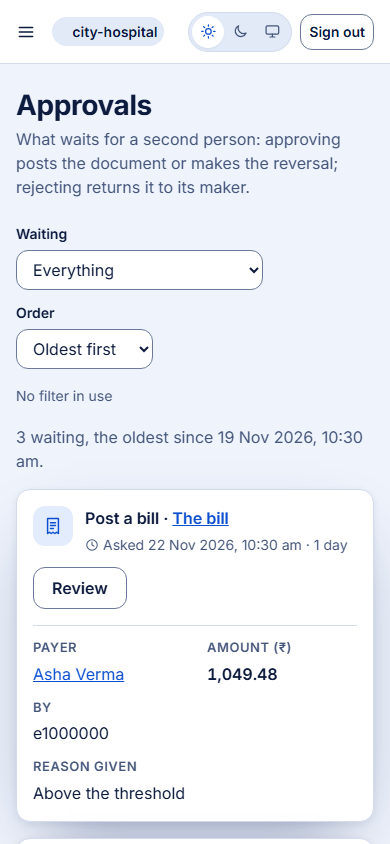 city-hospital
Sign out
Approvals
What waits for a second person: approving
posts the document or makes the reversal;
rejecting returns it to its maker.
Waiting
Everything
Order
Oldest first
No filter in use
3 waiting, the oldest since 19 Nov 2026, 10:30
am.
Post a bill · The bill
Asked 22 Nov 2026, 10:30 am · 1 day
Review
PAYER
AMOUNT (₹)
Asha Verma
1,049.48
BY
e1000000
REASON GIVEN
Above the threshold